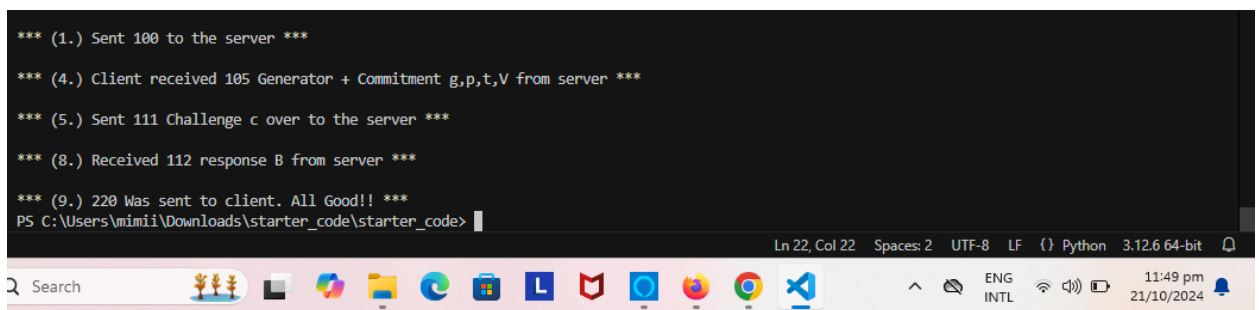 *** (1.) Sent 100 to the server ***
*** (4.) Client received 105 Generator + Commitment g,p,t,V from server ***
*** (5.) Sent 111 Challenge c over to the server ***
*** (8.) Received 112 response B from server ***
*** (9.) 220 Was sent to client. All Good!! ***
PS C:\Users\mimii\Downloads\starter_code\starter_code>
Ln 22, Col 22 Spaces: 2 UTF-8 LF {} Python 3.12.6 64-bit
Search L ENG 11:49 pm
INTL 21/10/2024